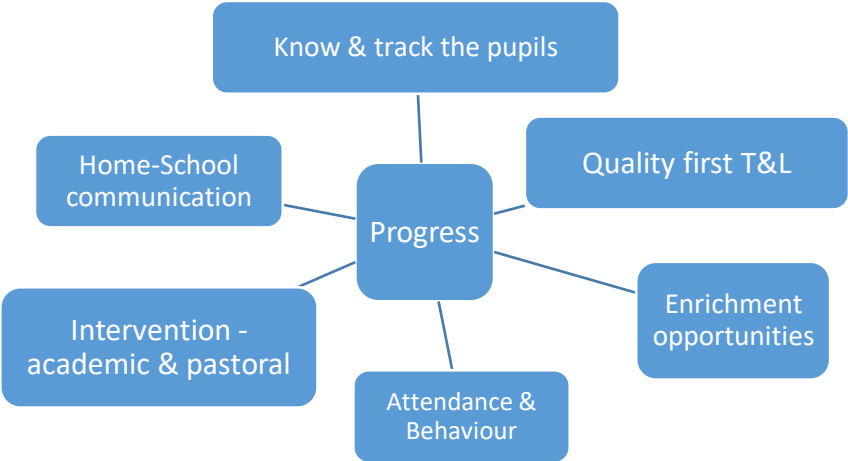 Know & track the pupils
Quality first T&L
Home-School
communication
Progress
Enrichment
opportunities
Intervention -
academic & pastoral
Attendance &
Behaviour